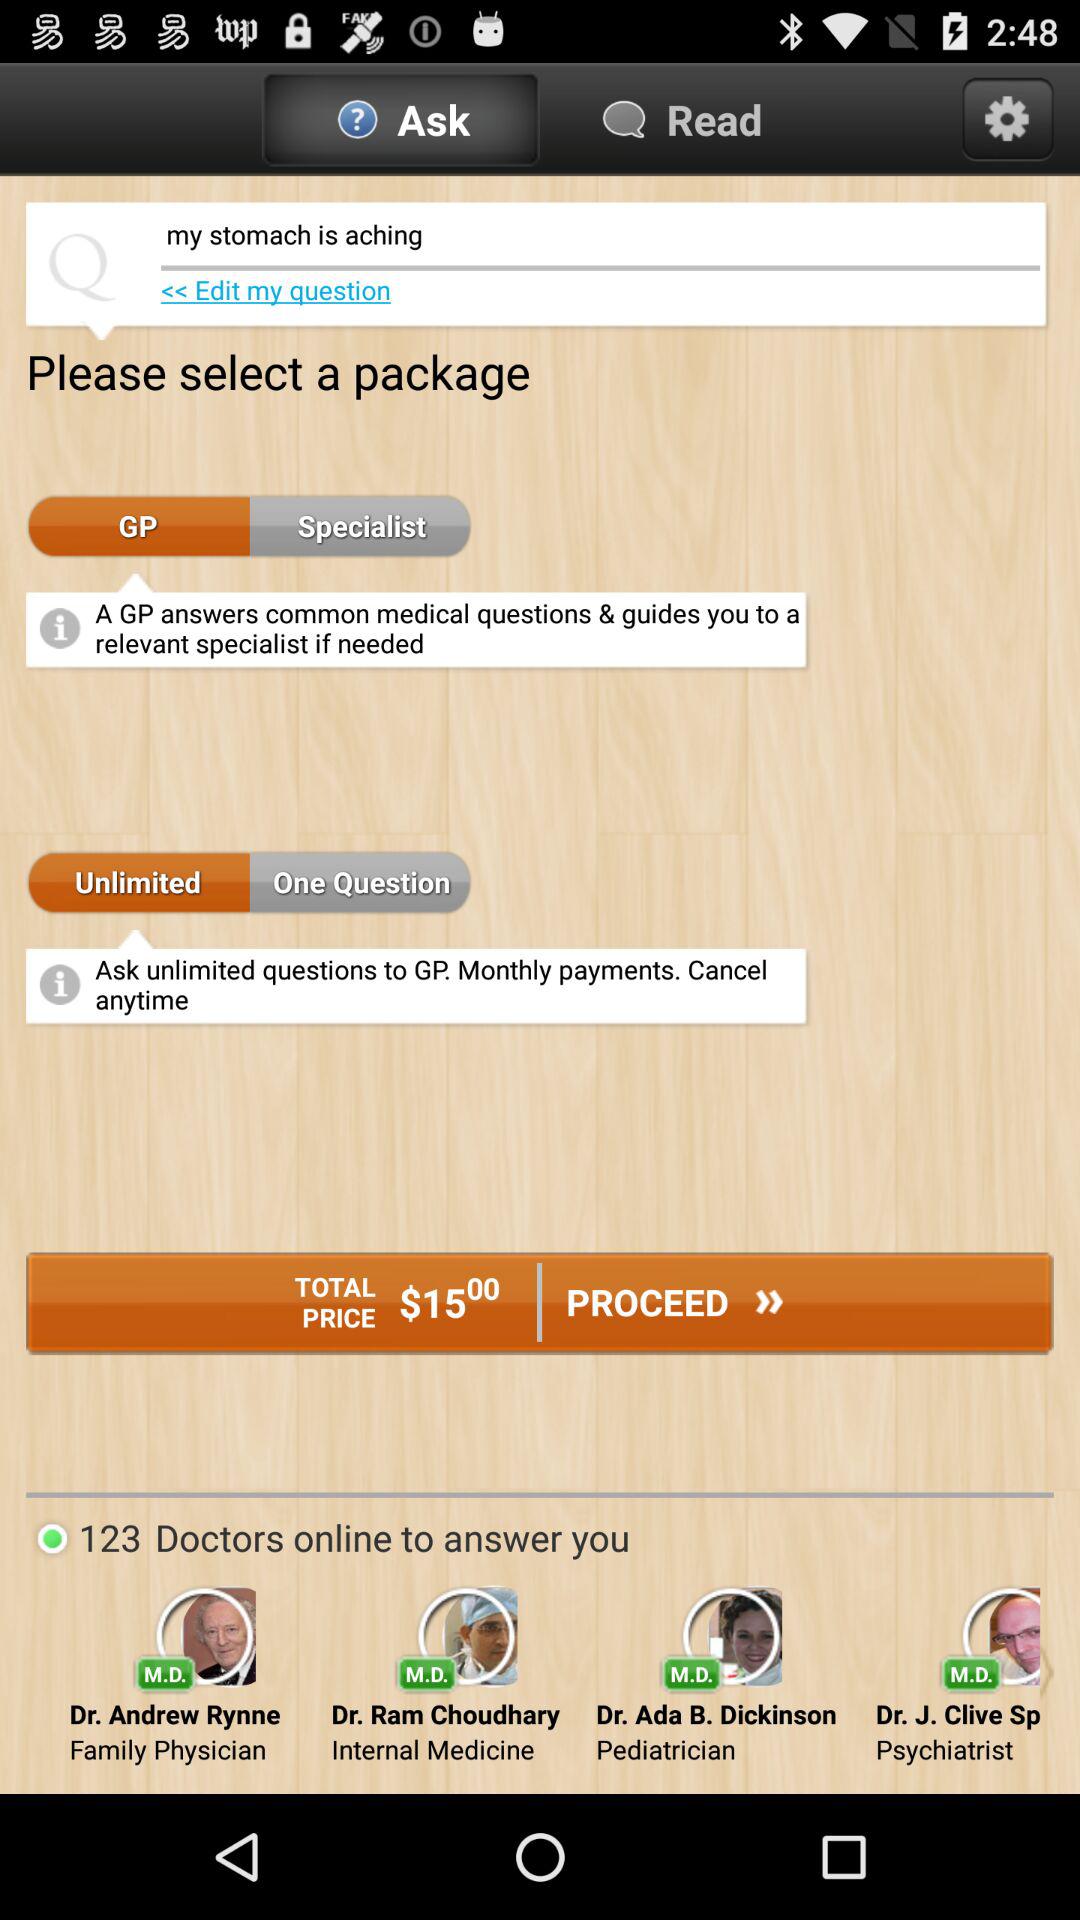 wp FAK 2:48
? Ask Read
Q my stomach is aching
<< Edit my question
Please select a package
GP Specialist
A GP answers common medical questions & guides you to a
relevant specialist if needed
Unlimited One Question
Ask unlimited questions to GP. Monthly payments. Cancel
anytime
TOTAL PRICE $1500 PROCEED »
123 Doctors online to answer you
M.D. M.D. M.D. M.D.
Dr. Andrew Rynne Dr. Ram Choudhary Dr. Ada B. Dickinson Dr. J. Clive Sp
Family Physician Internal Medicine Pediatrician Psychiatrist